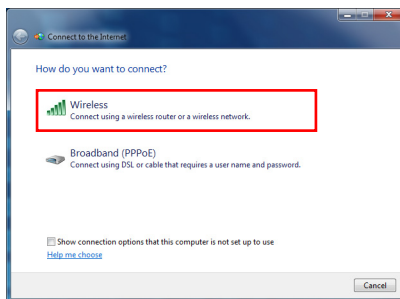 Connect to the Internet
How do you want to connect?
Wireless
Connect using a wireless router or a wireless network.
Broadband (PPPoE)
Connect using DSL or cable that requires a user name and password.
Show connection options that this computer is not set up to use
Help me choose
Cancel